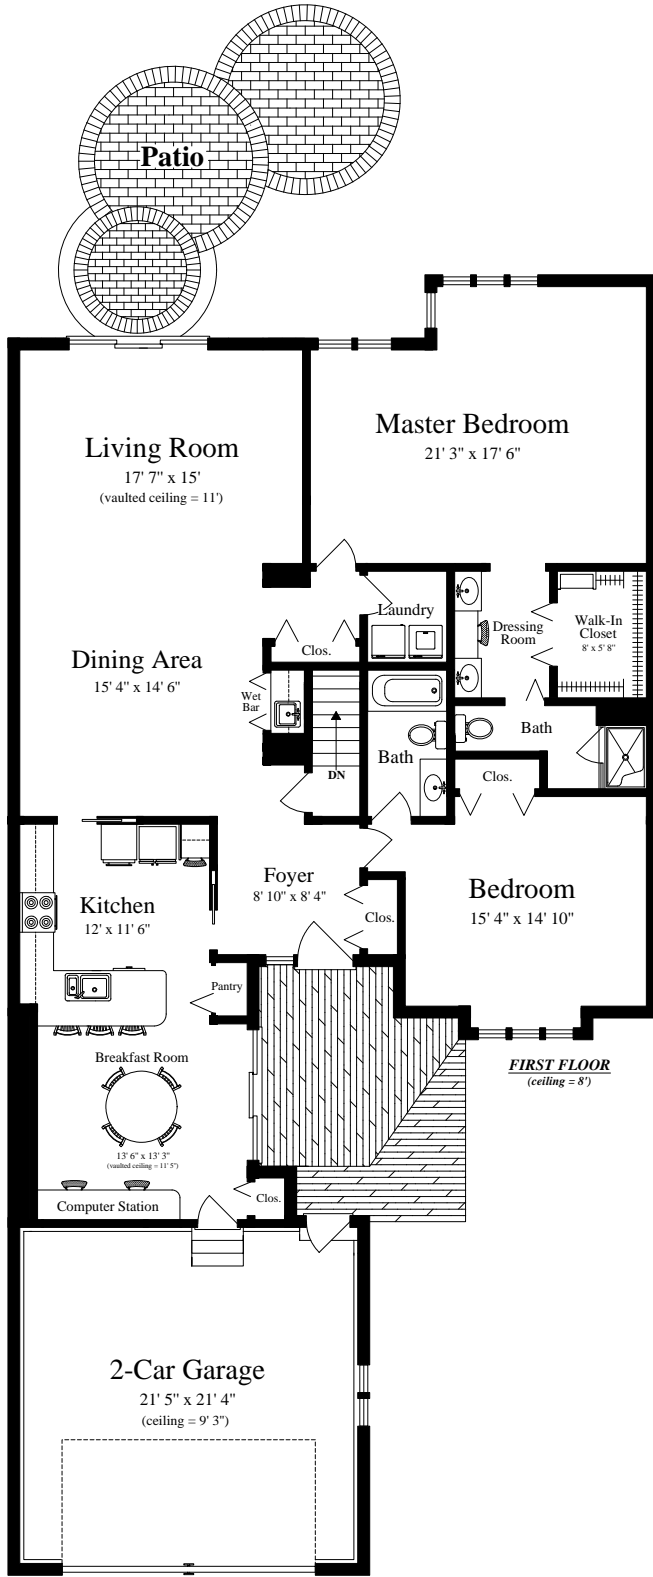 Patio
Living Room
17' 7" x 15'
(vaulted ceiling = 11')
Master Bedroom
21' 3" x 17' 6"
Laundry
Dressing
Room
Walk-In
Closet
8' x 5' 8"
Clos.
Dining Area
15' 4" x 14' 6"
Wet
Bar
DN
Bath
Bath
Clos.
Foyer
8' 10" x 8' 4"
Clos.
Bedroom
15' 4" x 14' 10"
Kitchen
12' x 11' 6"
Pantry
Breakfast Room
13' 6" x 13' 3"
(vaulted ceiling = 11' 5")
FIRST FLOOR
(ceiling = 8')
Computer Station
Clos.
2-Car Garage
21' 5" x 21' 4"
(ceiling = 9' 3")